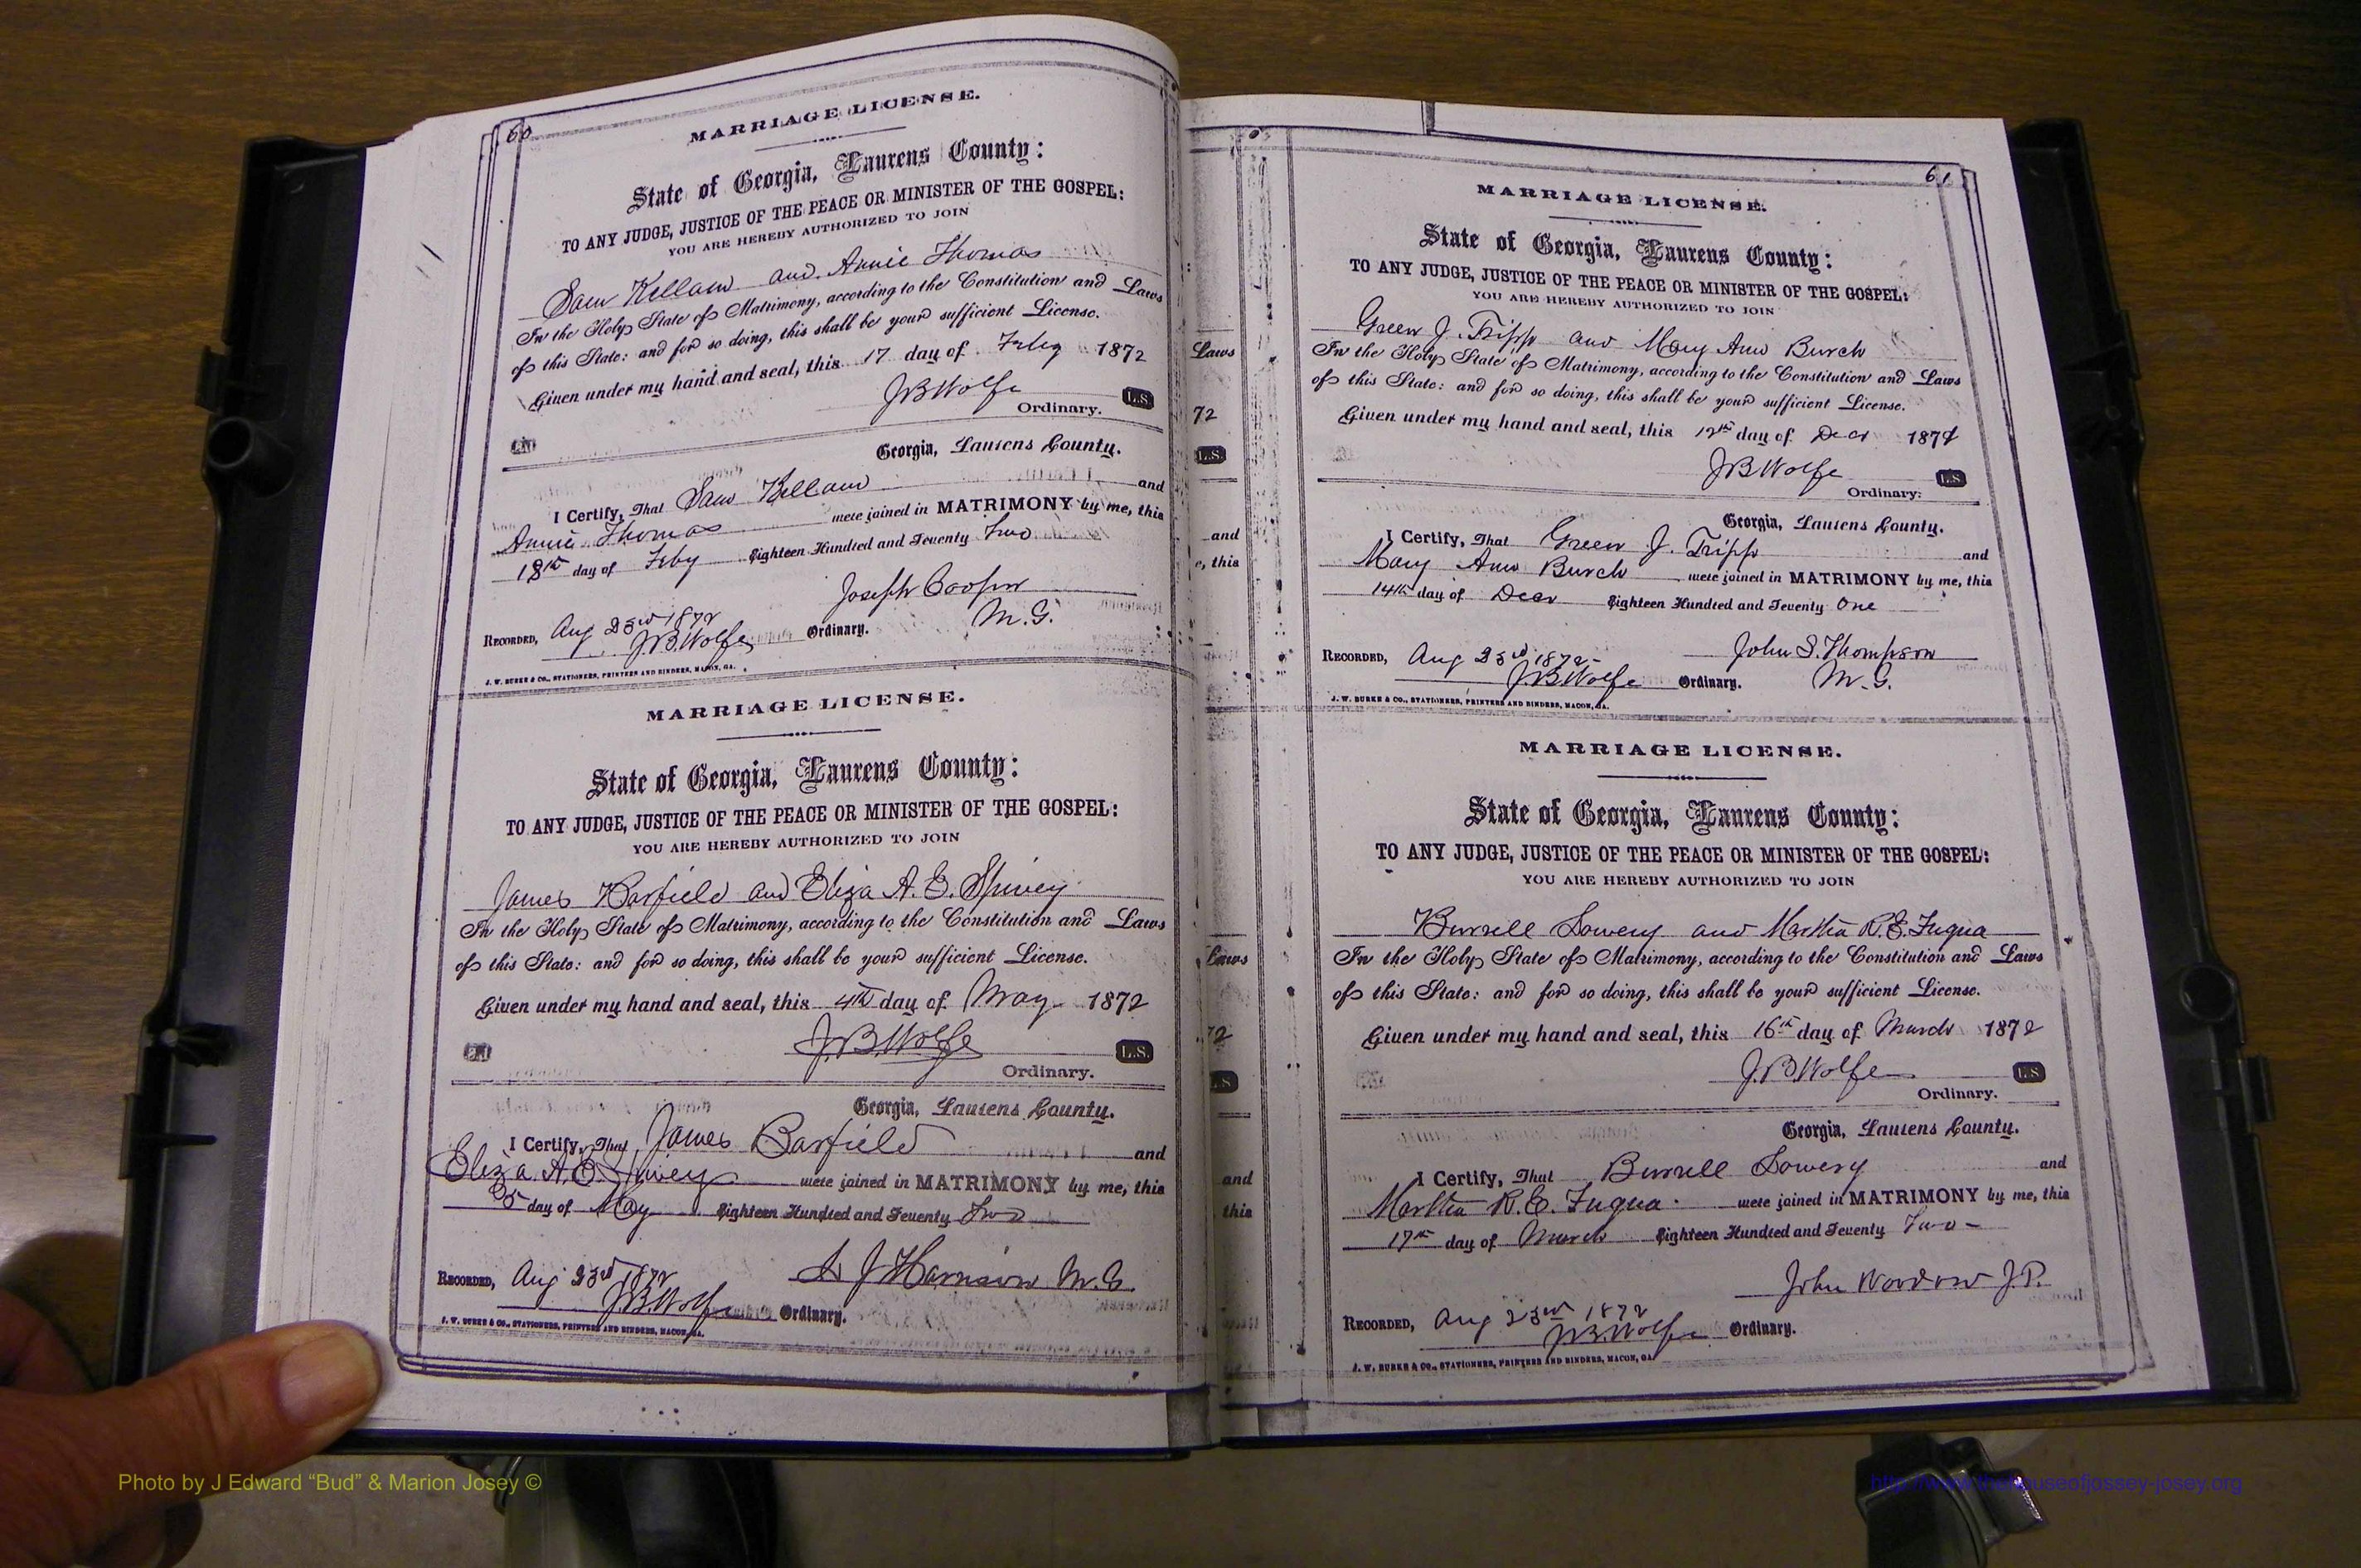 60
MARRIAGE LICENSE.
State of Georgia, Laurens County:
TO ANY JUDGE, JUSTICE OF THE PEACE OR MINISTER OF THE GOSPEL:
YOU ARE HEREBY AUTHORIZED TO JOIN
Sam Kellam and Annie Thomas
In the Holy State of Matrimony, according to the Constitution and Laws
of this State: and for so doing, this shall be your sufficient License.
Given under my hand and seal, this 17 day of Feby 1872
JBWolfe L.S.
Ordinary.
Georgia, Laurens County.
I Certify, That Sam Kellam and
Annie Thomas were joined in MATRIMONY by me, this
18th day of Feby Eighteen Hundred and Seventy Two
Joseph
M.G.
RECORDED, Aug 23rd 1872
J.B.Wolfe Ordinary.
J. W. BURKE & CO., STATIONERS, PRINTERS AND BINDERS, MACON, GA.
MARRIAGE LICENSE.
State of Georgia, Laurens County:
TO ANY JUDGE, JUSTICE OF THE PEACE OR MINISTER OF THE GOSPEL:
YOU ARE HEREBY AUTHORIZED TO JOIN
James Barfield and Eliza A. E. Spivey
In the Holy State of Matrimony, according to the Constitution and Laws
of this State: and for so doing, this shall be your sufficient License.
Given under my hand and seal, this 4th day of May 1872
J.B.Wolfe L.S.
Ordinary.
Georgia, Laurens County.
I Certify, That James Barfield and
Eliza A. E. Spivey were joined in MATRIMONY by me, this
5 day of May Eighteen Hundred and Seventy Two
J Harrison M.G.
RECORDED, Aug 23rd 1872
J.B.Wolfe Ordinary.
J. W. BURKE & CO., STATIONERS, PRINTERS AND BINDERS, MACON, GA.
Laws
72
L.S.
and
e, this
Laws
72
L.S.
and
this
61
MARRIAGE LICENSE.
State of Georgia, Laurens County:
TO ANY JUDGE, JUSTICE OF THE PEACE OR MINISTER OF THE GOSPEL:
YOU ARE HEREBY AUTHORIZED TO JOIN
Green J. Tripp and Mary Ann Burch
In the Holy State of Matrimony, according to the Constitution and Laws
of this State: and for so doing, this shall be your sufficient License.
Given under my hand and seal, this 12th day of Decr 1871
JBWolfe L.S.
Ordinary:
Georgia, Laurens County.
I Certify, That Green J. Tripp and
Mary Ann Burch were joined in MATRIMONY by me, this
14th day of Decr Eighteen Hundred and Seventy One
John S. Thompson
M.G.
RECORDED, Aug 23rd 1872
J.B.Wolfe Ordinary.
J. W. BURKE & CO., STATIONERS, PRINTERS AND BINDERS, MACON, GA.
MARRIAGE LICENSE.
State of Georgia, Laurens County:
TO ANY JUDGE, JUSTICE OF THE PEACE OR MINISTER OF THE GOSPEL:
YOU ARE HEREBY AUTHORIZED TO JOIN
Burrell Lowery and Martha R.E. Fuqua
In the Holy State of Matrimony, according to the Constitution and Laws
of this State: and for so doing, this shall be your sufficient License.
Given under my hand and seal, this 16th day of March 1872
J.B Wolfe L.S.
Ordinary.
Georgia, Laurens County.
I Certify, That Burrell Lowery and
Martha R.E. Fuqua were joined in MATRIMONY by me, this
17th day of March Eighteen Hundred and Seventy Two
John J.P.
RECORDED, Aug 23rd 1872
J.B.Wolfe Ordinary.
J. W. BURKE & CO., STATIONERS, PRINTERS AND BINDERS, MACON, GA.
Photo by J Edward “Bud” & Marion Josey ©
http://www.thehouseofjossey-josey.org